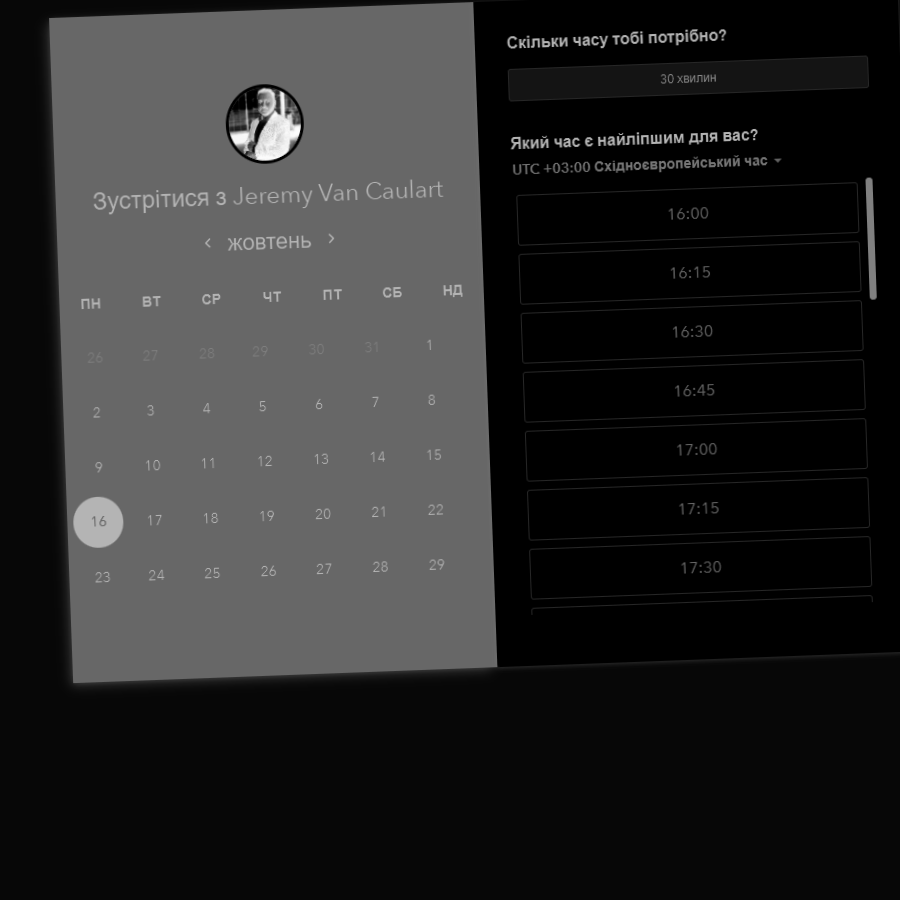 Зустрітися з Jeremy Van Caulart
жовтень
ПН ВТ СР ЧТ ПТ СБ НД
26 27 28 29 30 31 1
2 3 4 5 6 7 8
9 10 11 12 13 14 15
16 17 18 19 20 21 22
23 24 25 26 27 28 29
Скільки часу тобі потрібно?
30 хвилин
Який час є найліпшим для вас?
UTC +03:00 Східноєвропейський час
16:00
16:15
16:30
16:45
17:00
17:15
17:30